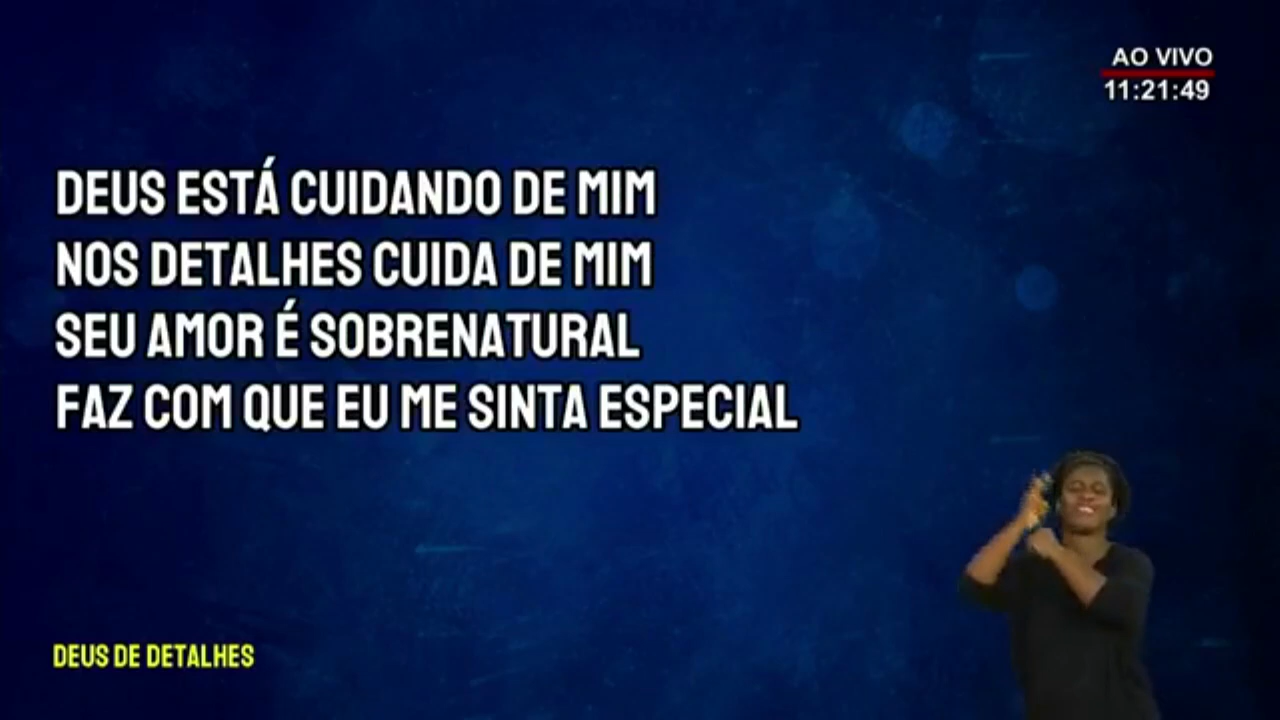 AO VIVO
11:21:49
DEUS ESTÁ CUIDANDO DE MIM
NOS DETALHES CUIDA DE MIM
SEU AMOR É SOBRENATURAL
FAZ COM QUE EU ME SINTA ESPECIAL
DEUS DE DETALHES